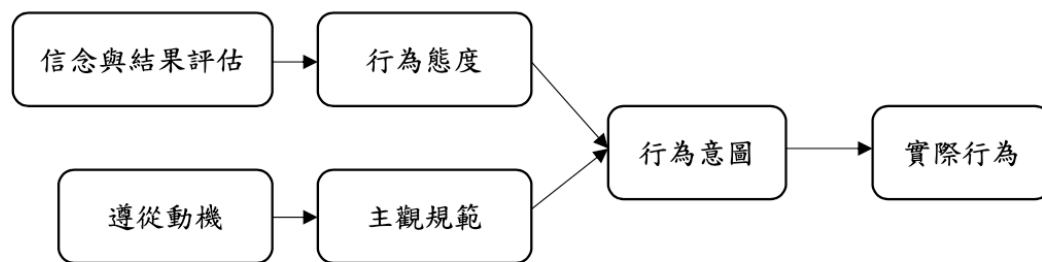 信念與結果評估
行為態度
遵從動機
主觀規範
行為意圖
實際行為